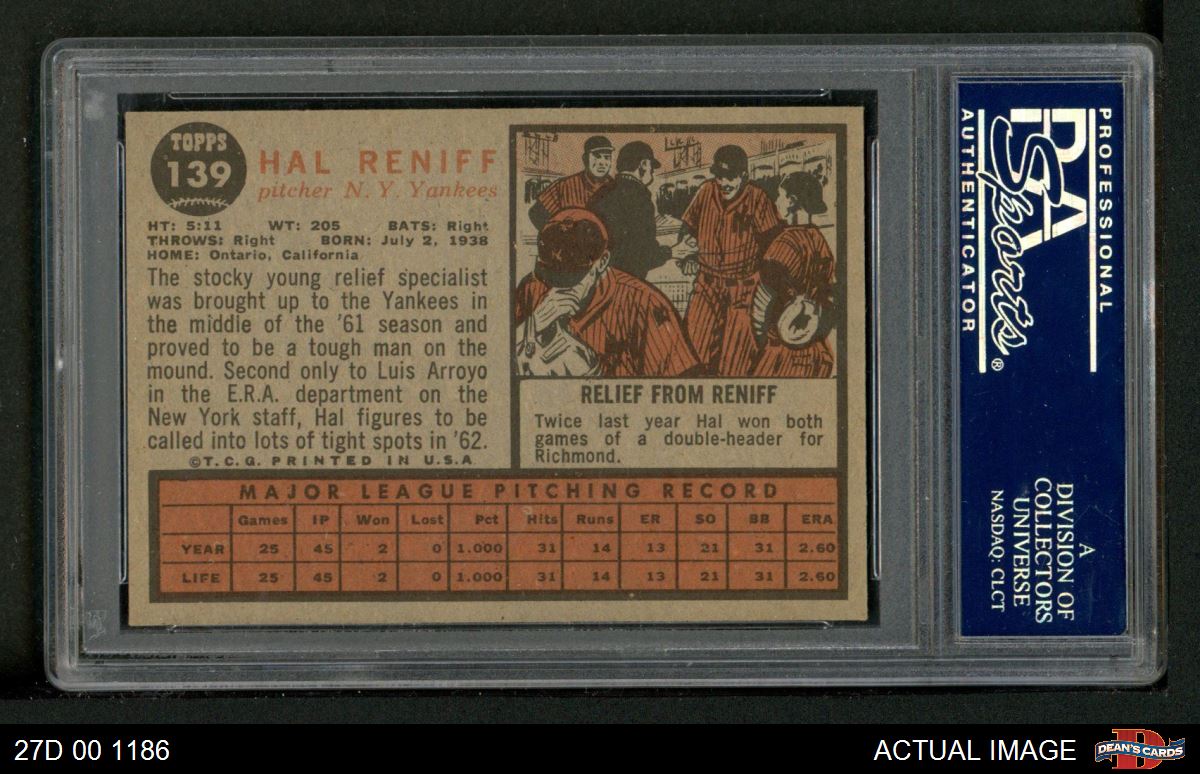 TOPPS
139
HAL RENIFF
pitcher N. Y. Yankees
HT: 5:11 WT: 205 BATS: Right
THROWS: Right BORN: July 2, 1938
HOME: Ontario, California
The stocky young relief specialist
was brought up to the Yankees in
the middle of the '61 season and
proved to be a tough man on the
mound. Second only to Luis Arroyo
in the E.R.A. department on the
New York staff, Hal figures to be
called into lots of tight spots in '62.
©T.C.G. PRINTED IN U.S.A
RELIEF FROM RENIFF
Twice last year Hal won both
games of a double-header for
Richmond.
MAJOR LEAGUE PITCHING RECORD
Games IP Won Lost Pct Hits Runs ER SO BB ERA
YEAR 25 45 2 0 1.000 31 14 13 21 31 2.60
LIFE 25 45 2 0 1.000 31 14 13 21 31 2.60
PROFESSIONAL
PSA
Sports®
AUTHENTICATOR
A
DIVISION OF
COLLECTORS
UNIVERSE
NASDAQ: CLCT
27D 00 1186
ACTUAL IMAGE
DEAN'S CARDS